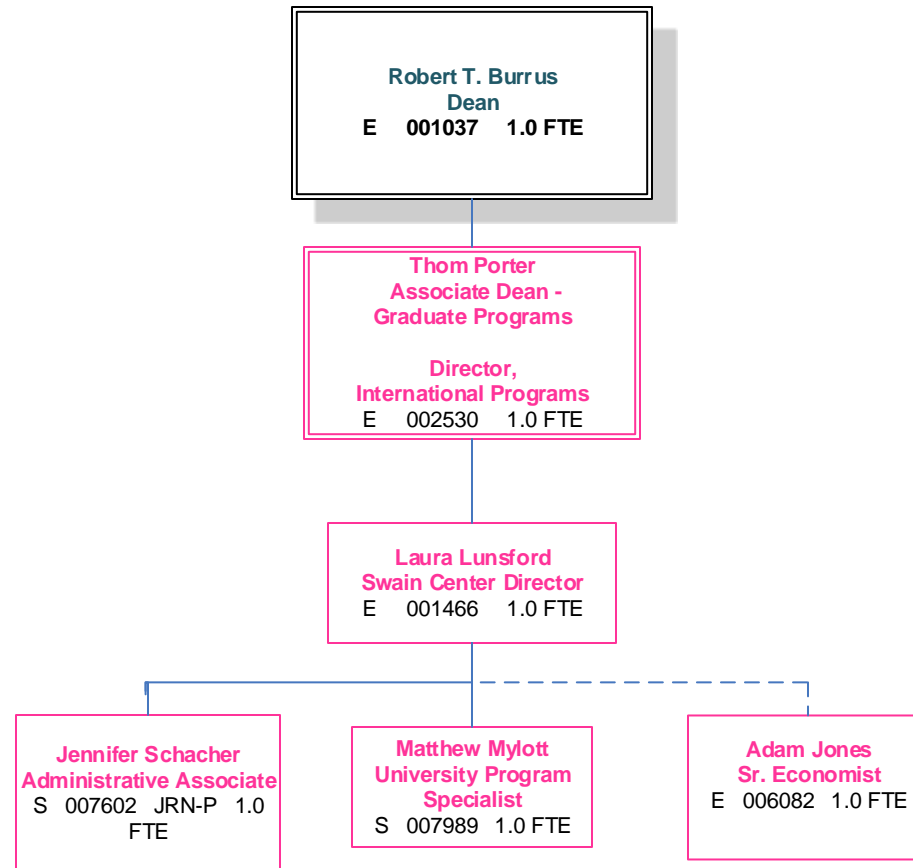 Robert T. Burrus
Dean
E 001037 1.0 FTE
Thom Porter
Associate Dean -
Graduate Programs
Director,
International Programs
E 002530 1.0 FTE
Laura Lunsford
Swain Center Director
E 001466 1.0 FTE
Jennifer Schacher
Administrative Associate
S 007602 JRN-P 1.0
FTE
Matthew Mylott
University Program
Specialist
S 007989 1.0 FTE
Adam Jones
Sr. Economist
E 006082 1.0 FTE